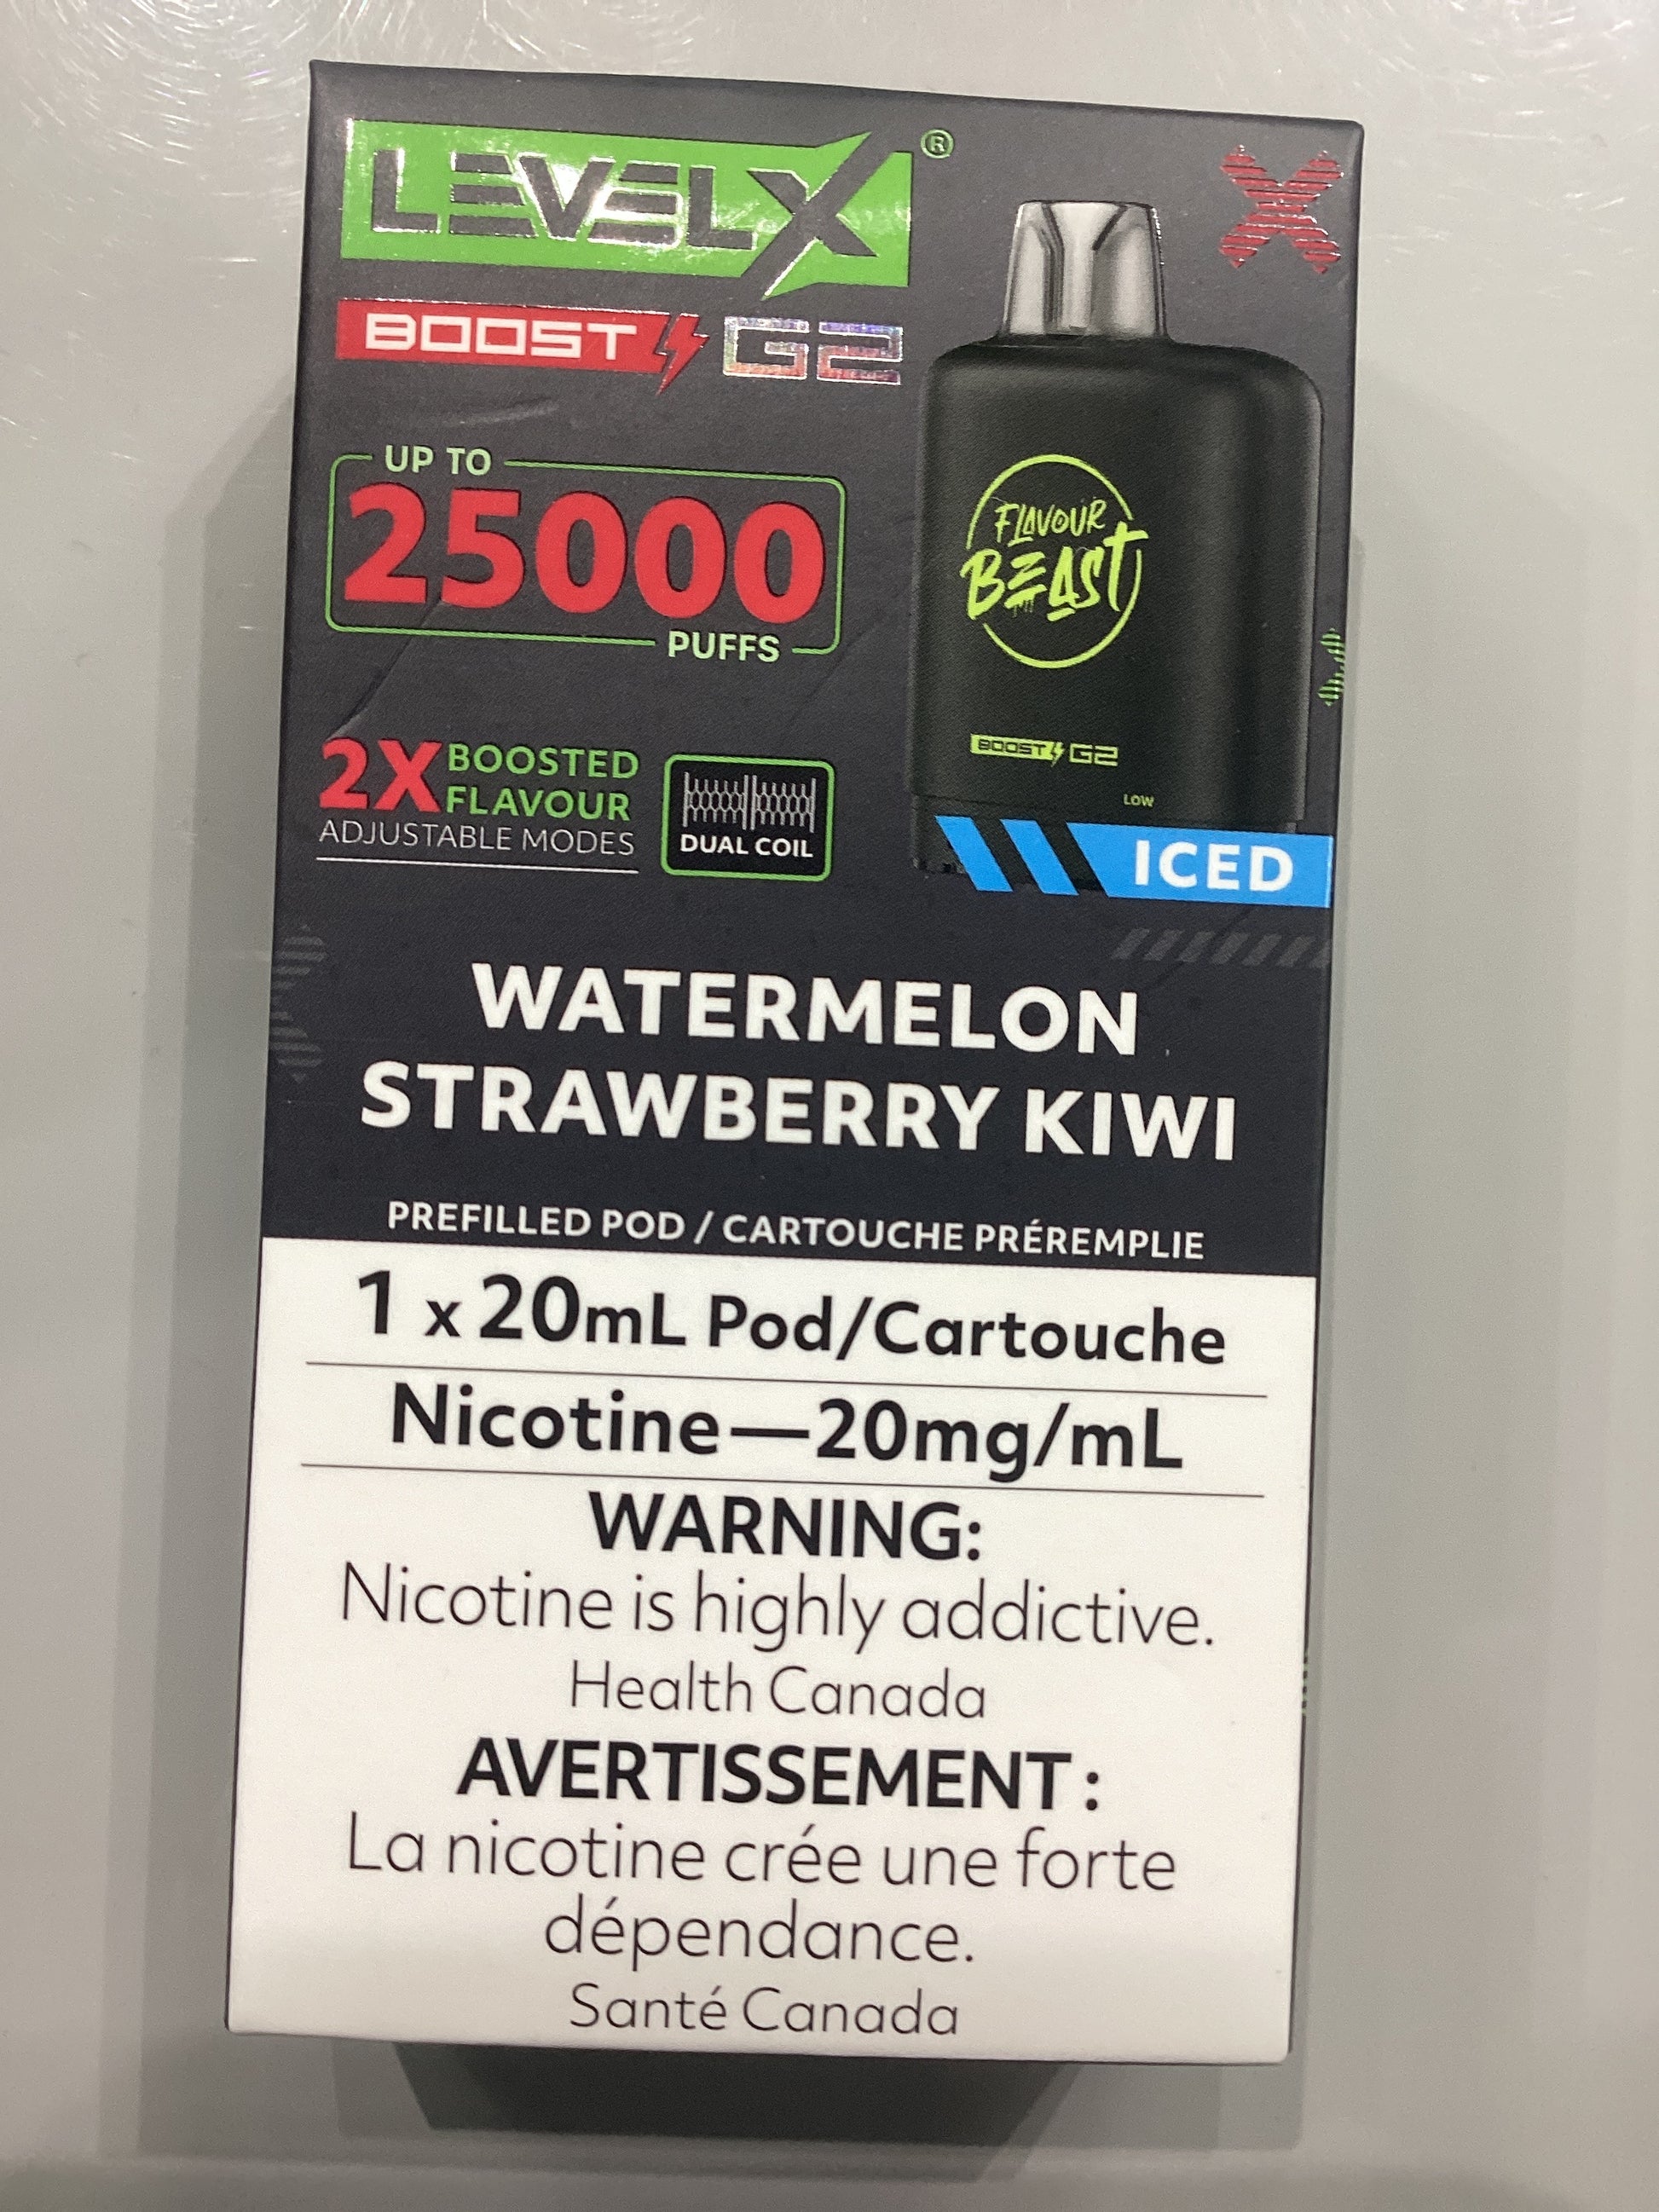 LEVELX®
BOOST G2
UP TO
25000
PUFFS
2X BOOSTED
FLAVOUR
ADJUSTABLE MODES
DUAL COIL
FLAVOUR
BEAST
BOOST G2
LOW
ICED
WATERMELON
STRAWBERRY KIWI
PREFILLED POD / CARTOUCHE PRÉREMPLIE
1 x 20mL Pod/Cartouche
Nicotine—20mg/mL
WARNING:
Nicotine is highly addictive.
Health Canada
AVERTISSEMENT :
La nicotine crée une forte
dépendance.
Santé Canada